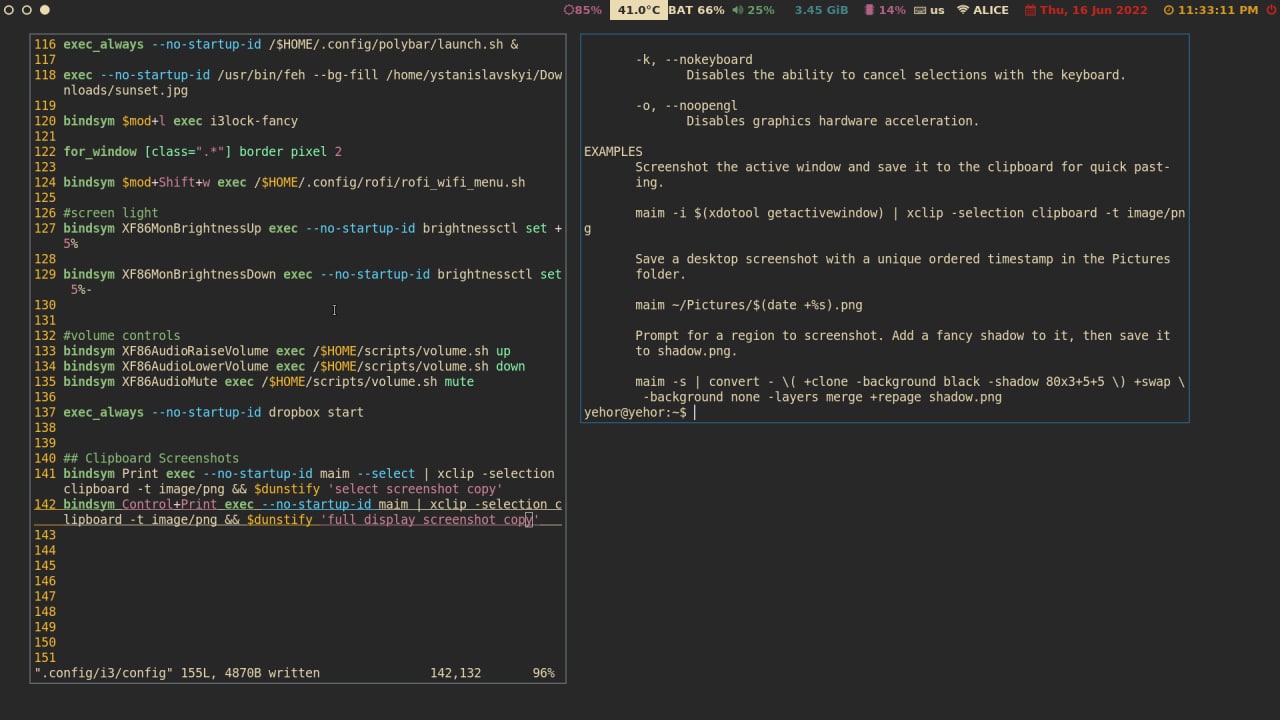 85% 41.0°C BAT 66% 25% 3.45 GiB 14% us ALICE Thu, 16 Jun 2022 11:33:11 PM
116 exec_always --no-startup-id /$HOME/.config/polybar/launch.sh &
117
118 exec --no-startup-id /usr/bin/feh --bg-fill /home/ystanislavskyi/Dow
nloads/sunset.jpg
119
120 bindsym $mod+l exec i3lock-fancy
121
122 for_window [class=".*"] border pixel 2
123
124 bindsym $mod+Shift+w exec /$HOME/.config/rofi/rofi_wifi_menu.sh
125
126 #screen light
127 bindsym XF86MonBrightnessUp exec --no-startup-id brightnessctl set +
5%
128
129 bindsym XF86MonBrightnessDown exec --no-startup-id brightnessctl set
5%-
130
131
132 #volume controls
133 bindsym XF86AudioRaiseVolume exec /$HOME/scripts/volume.sh up
134 bindsym XF86AudioLowerVolume exec /$HOME/scripts/volume.sh down
135 bindsym XF86AudioMute exec /$HOME/scripts/volume.sh mute
136
137 exec_always --no-startup-id dropbox start
138
139
140 ## Clipboard Screenshots
141 bindsym Print exec --no-startup-id maim --select | xclip -selection
clipboard -t image/png && $dunstify 'select screenshot copy'
142 bindsym Control+Print exec --no-startup-id maim | xclip -selection c
lipboard -t image/png && $dunstify 'full display screenshot copy'
143
144
145
146
147
148
149
150
151
".config/i3/config" 155L, 4870B written 142,132 96%
-k, --nokeyboard
Disables the ability to cancel selections with the keyboard.
-o, --noopengl
Disables graphics hardware acceleration.
EXAMPLES
Screenshot the active window and save it to the clipboard for quick past-
ing.
maim -i $(xdotool getactivewindow) | xclip -selection clipboard -t image/pn
g
Save a desktop screenshot with a unique ordered timestamp in the Pictures
folder.
maim ~/Pictures/$(date +%s).png
Prompt for a region to screenshot. Add a fancy shadow to it, then save it
to shadow.png.
maim -s | convert - \( +clone -background black -shadow 80x3+5+5 \) +swap \
-background none -layers merge +repage shadow.png
yehor@yehor:~$